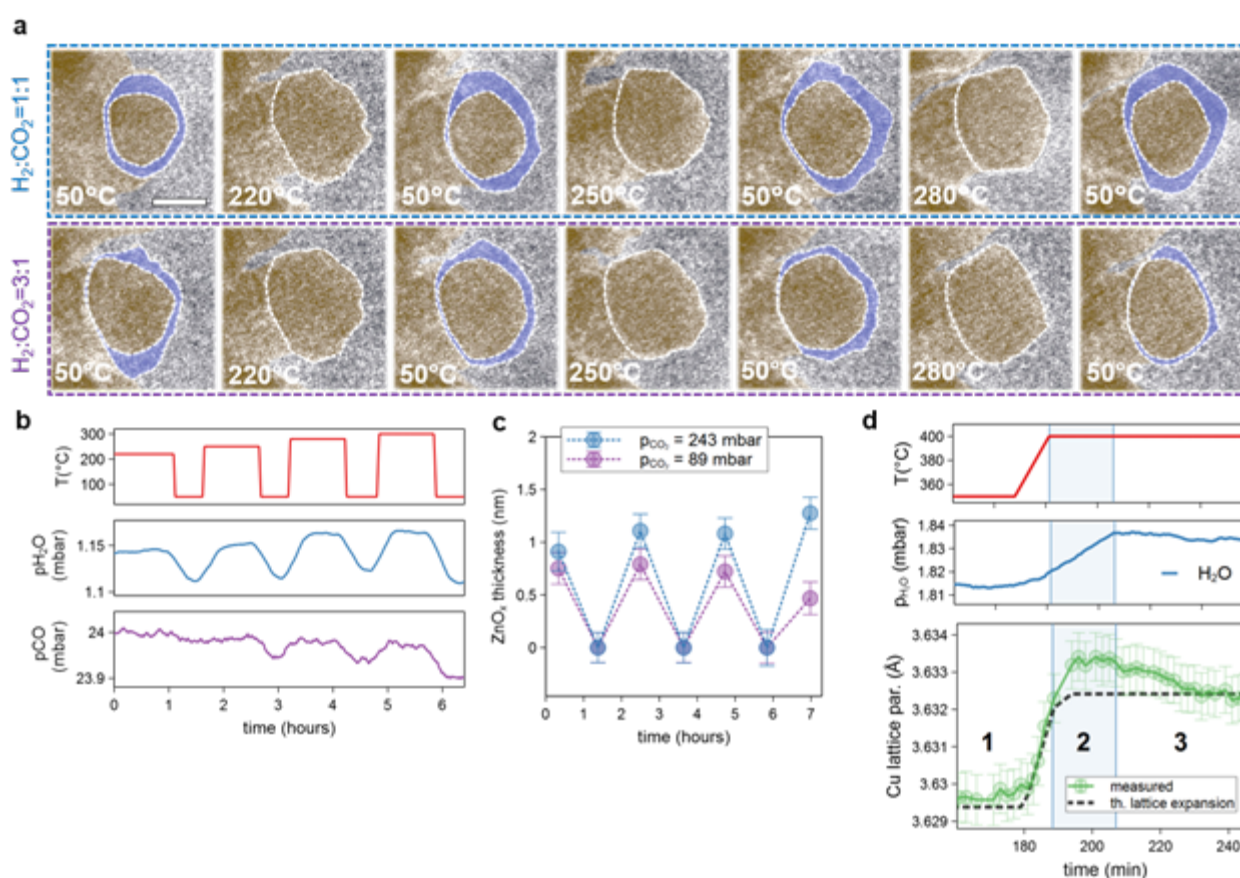 a
H₂:CO₂=1:1
50°C
220°C
50°C
250°C
50°C
280°C
50°C
H₂:CO₂=3:1
50°C
220°C
50°C
250°C
50°C
280°C
50°C
b
T(°C)
300
200
100
pH₂O
(mbar)
1.15
1.1
pCO
(mbar)
24
23.9
0 1 2 3 4 5 6
time (hours)
c
ZnOₓ thickness (nm)
2
1.5
1
0.5
0
p_CO₂ = 243 mbar
p_CO₂ = 89 mbar
0 1 2 3 4 5 6 7
time (hours)
d
T(°C)
400
360
p_H₂O (mbar)
1.84
1.83
1.82
1.81
H₂O
Cu lattice par. (Å)
3.634
3.633
3.632
3.631
3.63
3.629
1 2 3
measured
th. lattice expansion
180 200 220 240
time (min)